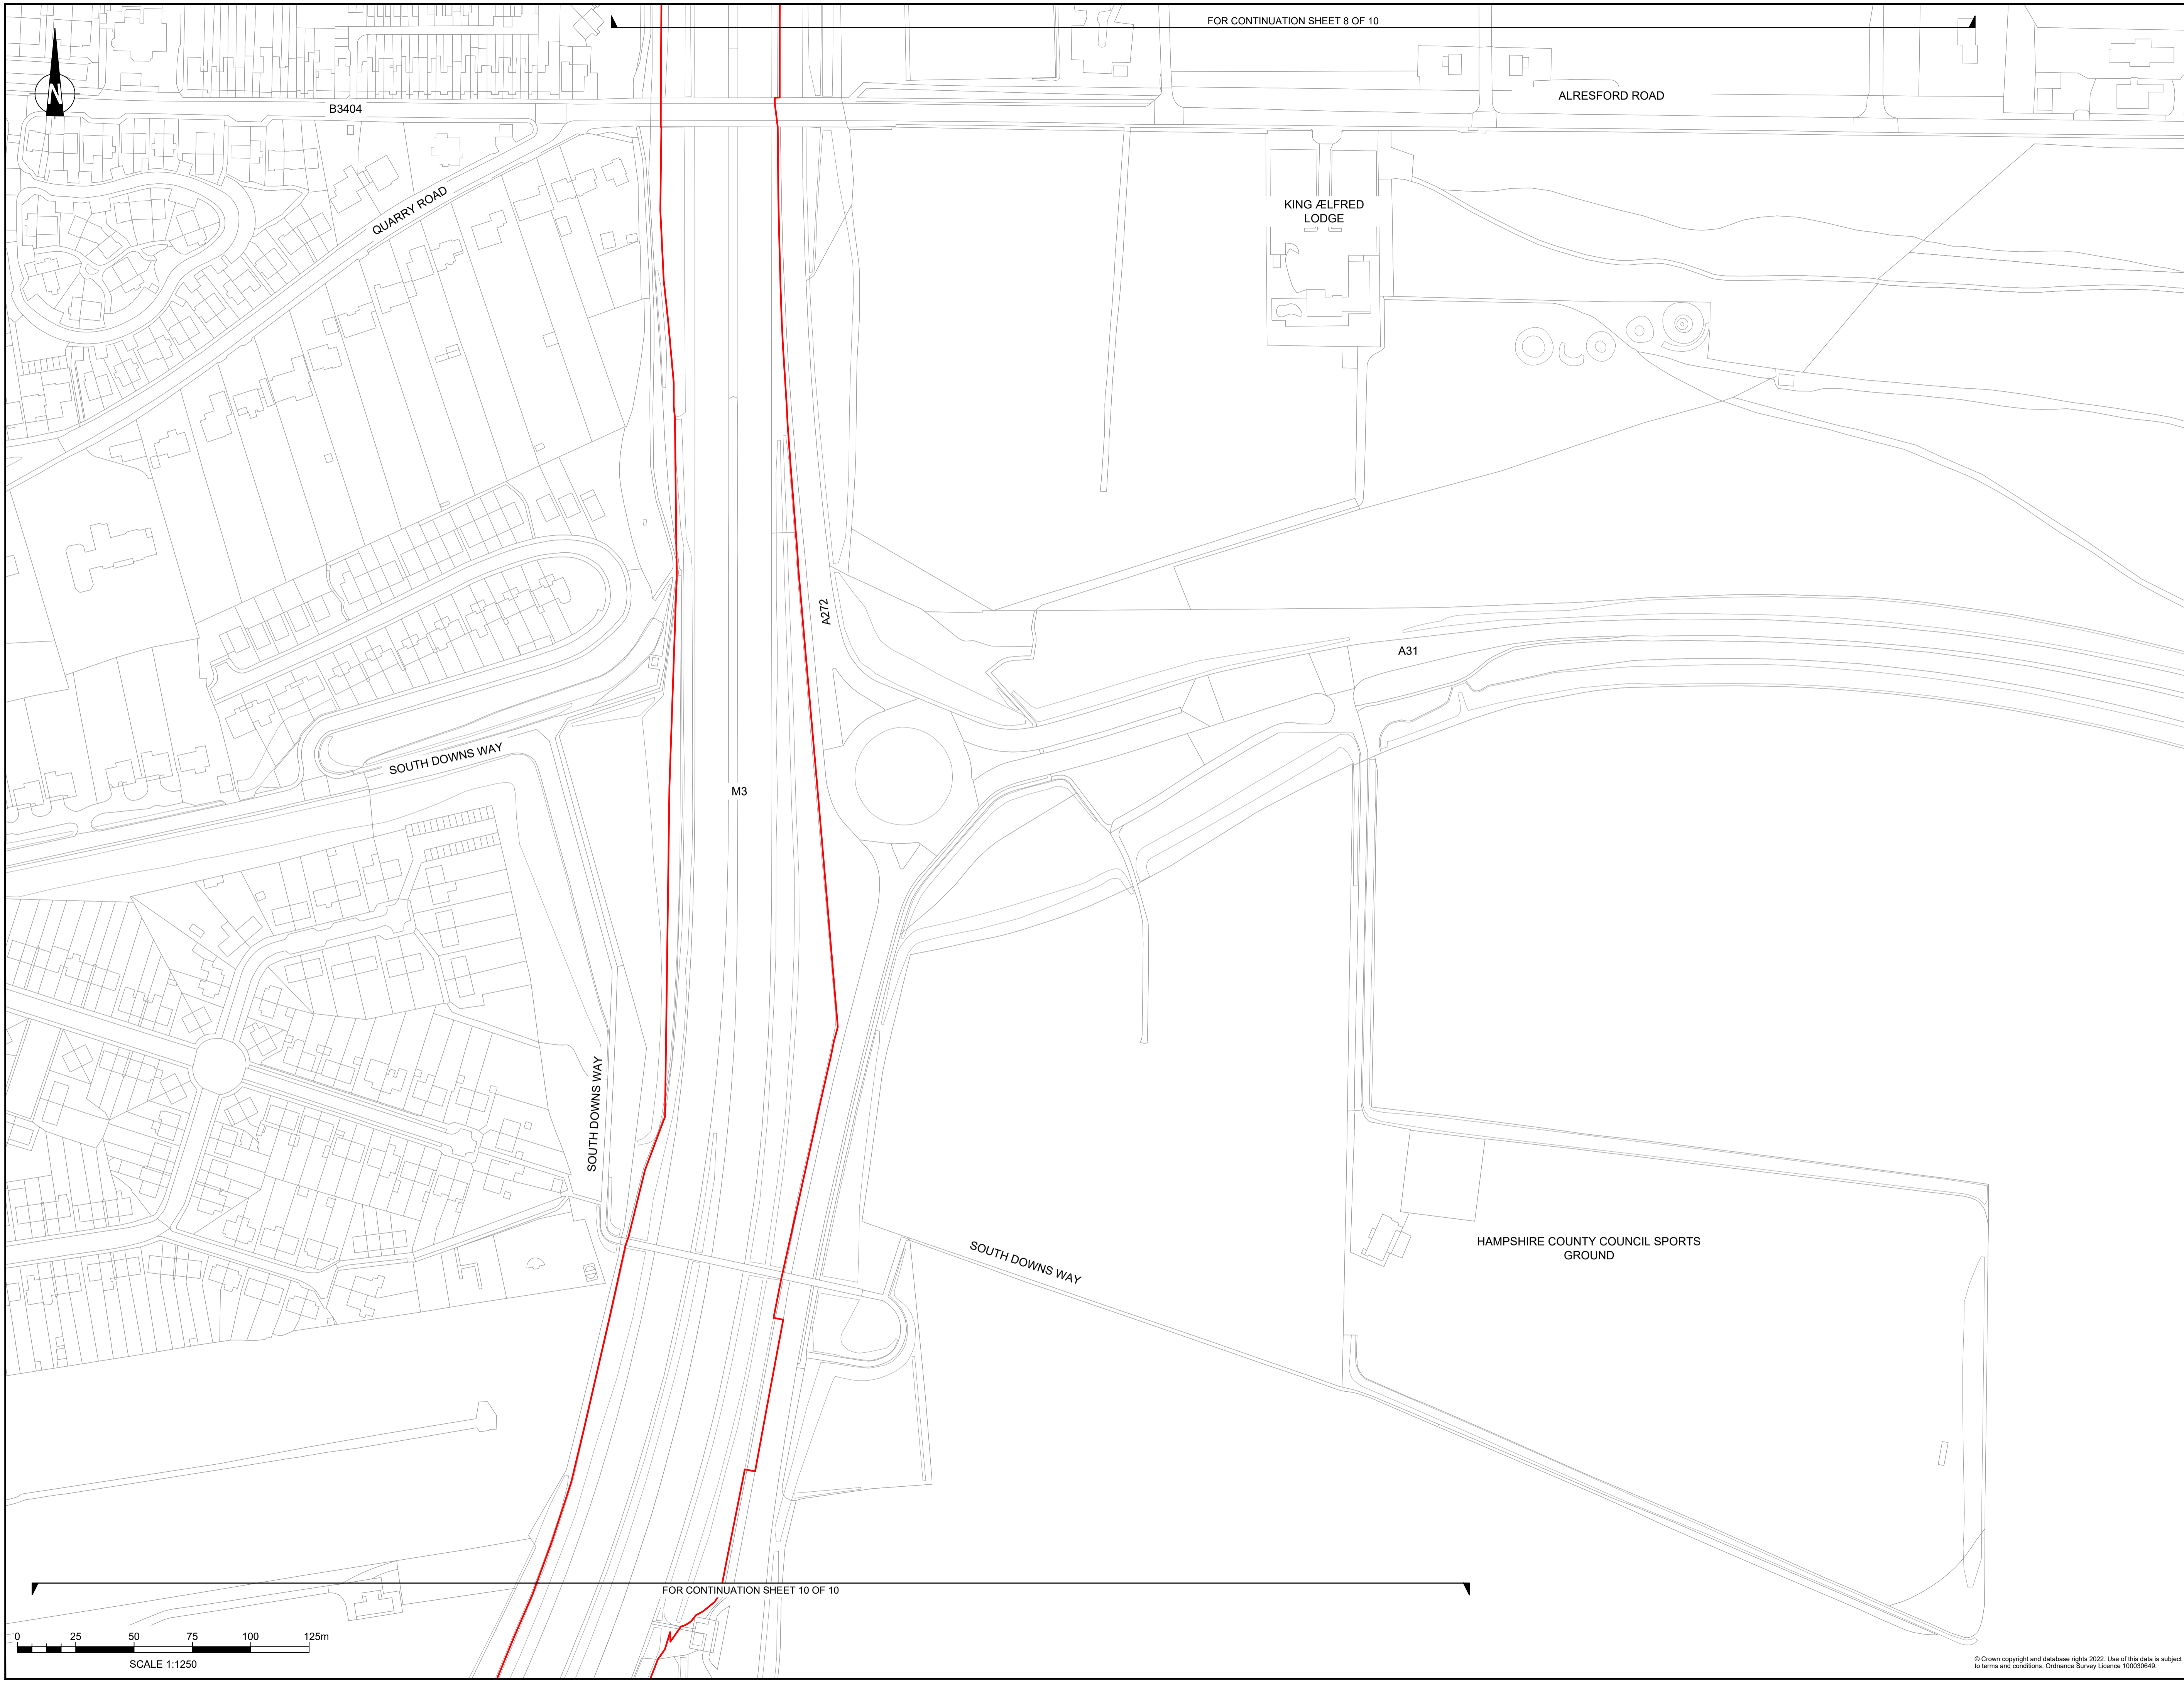 FOR CONTINUATION SHEET 8 OF 10
N
B3404
ALRESFORD ROAD
QUARRY ROAD
KING ÆLFRED
LODGE
A272
A31
SOUTH DOWNS WAY
M3
SOUTH DOWNS WAY
SOUTH DOWNS WAY
HAMPSHIRE COUNTY COUNCIL SPORTS
GROUND
FOR CONTINUATION SHEET 10 OF 10
0 25 50 75 100 125m
SCALE 1:1250
© Crown copyright and database rights 2022. Use of this data is subject
to terms and conditions. Ordnance Survey Licence 100030649.